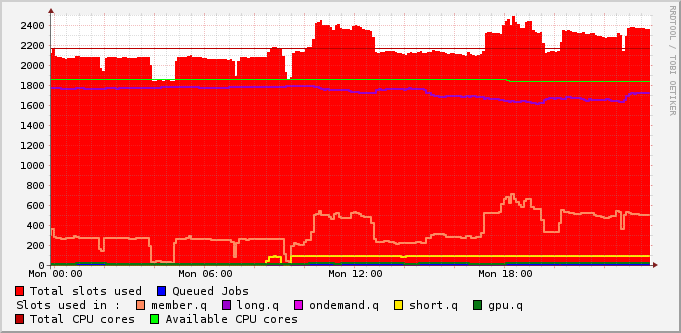 RRDTOOL / TOBI OETIKER
2400
2200
2000
1800
1600
1400
1200
1000
800
600
400
200
0
Mon 00:00 Mon 06:00 Mon 12:00 Mon 18:00
Total slots used Queued Jobs
Slots used in : member.q long.q ondemand.q short.q gpu.q
Total CPU cores Available CPU cores